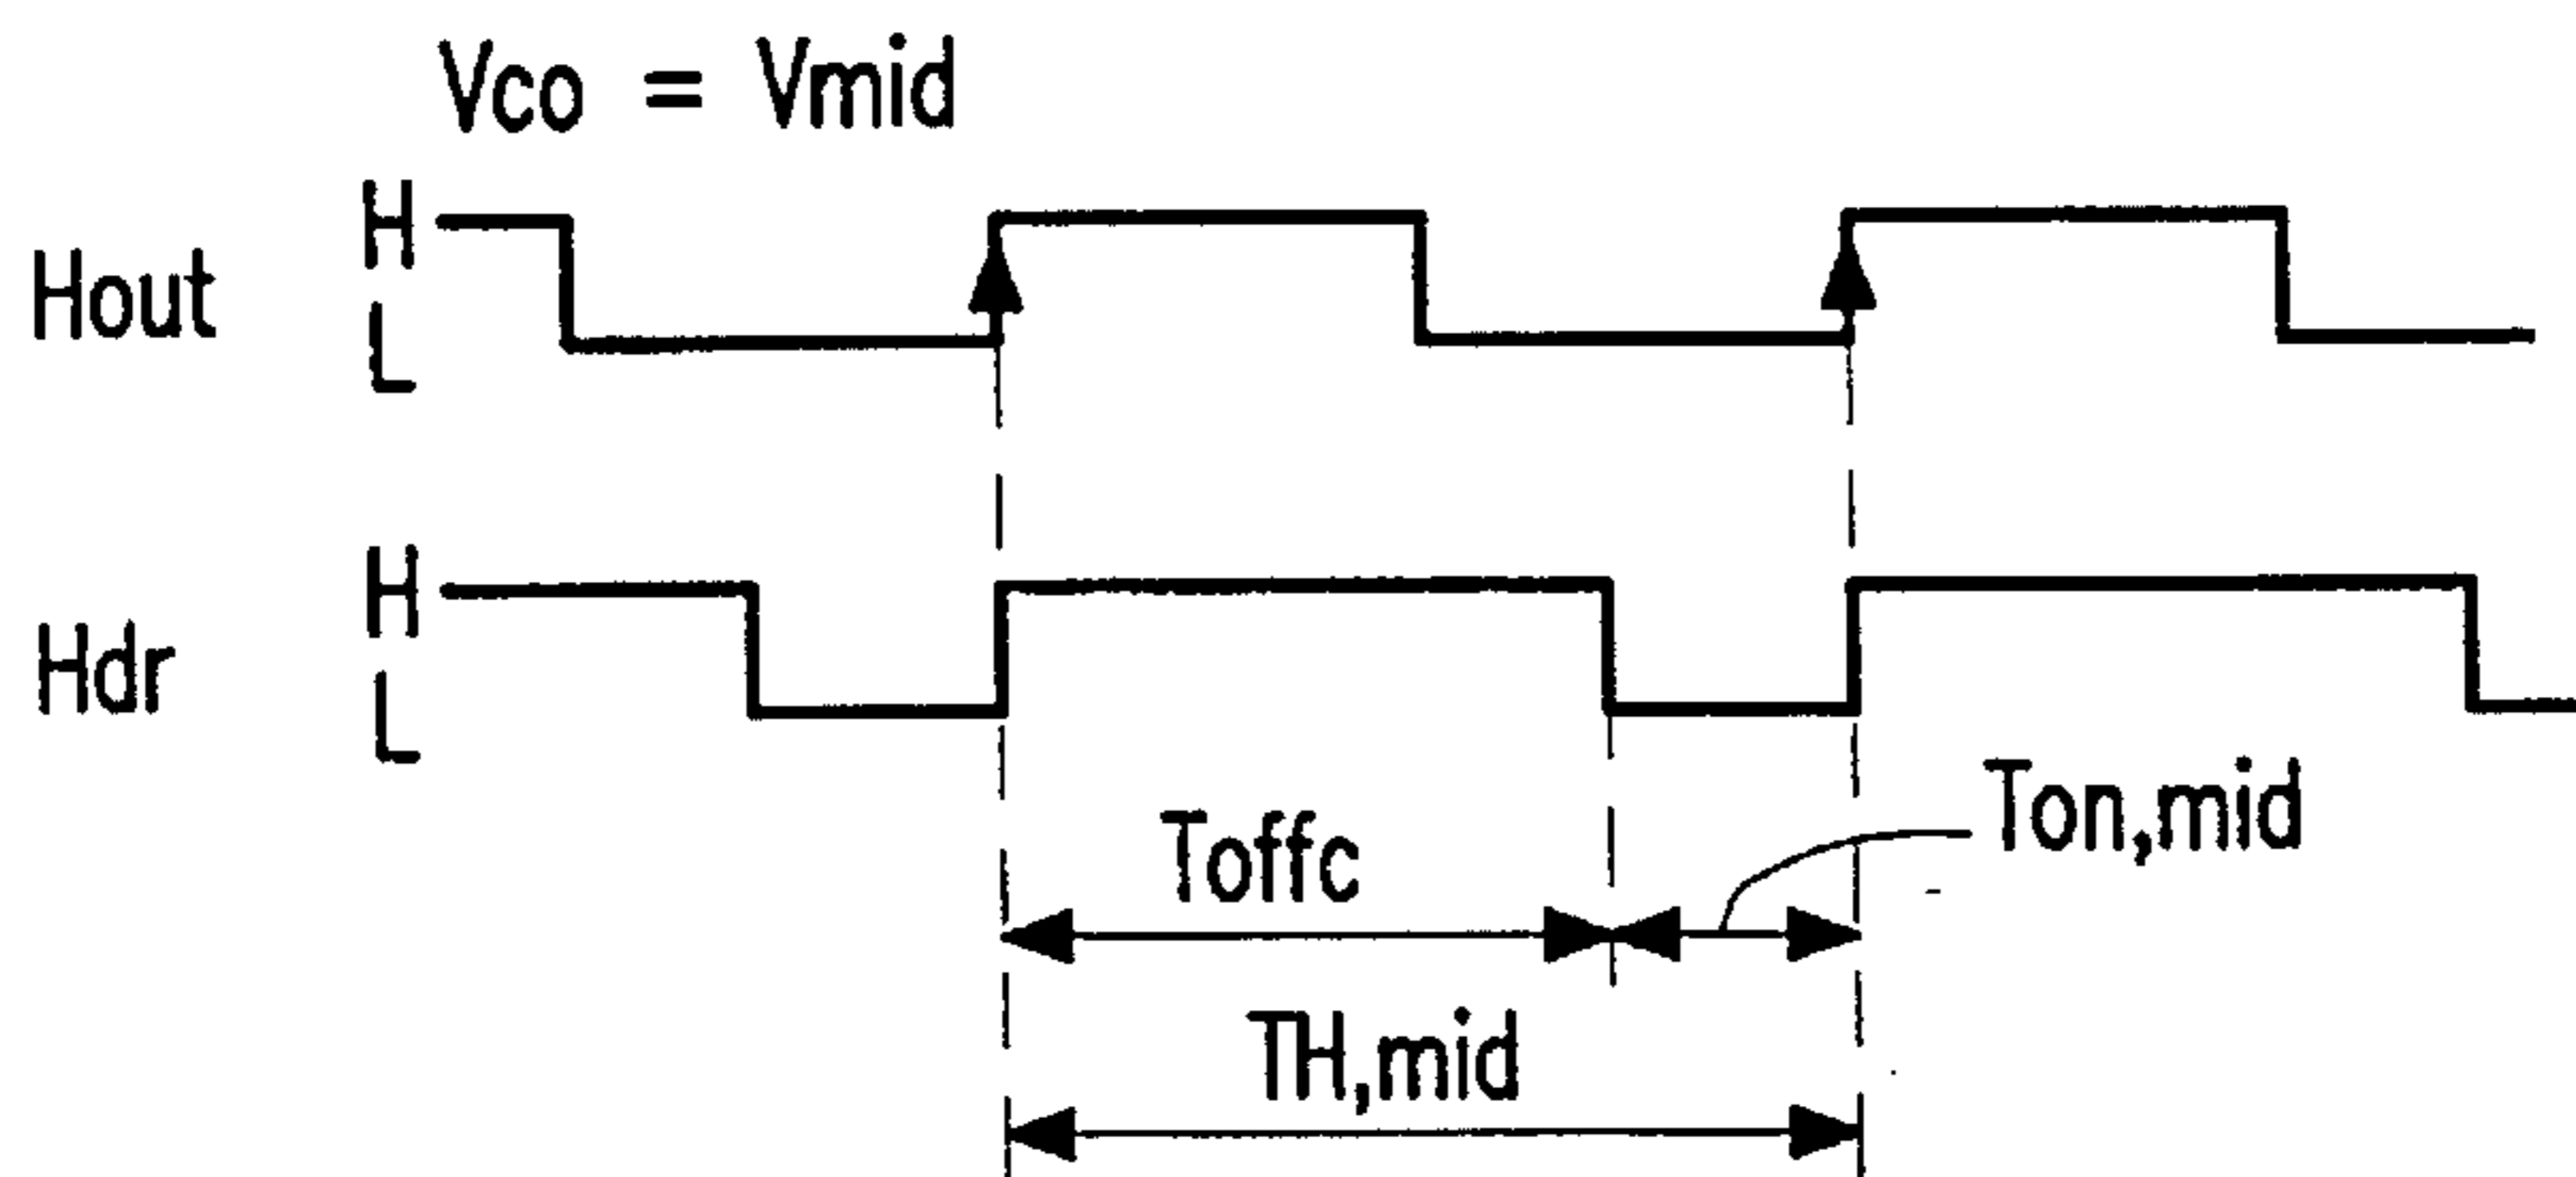 Vco = Vmid
Hout
H
L
Hdr
H
L
Toffc
Ton,mid
TH,mid